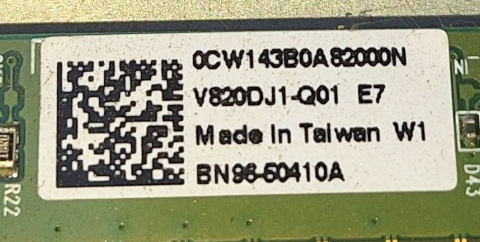 0CW143B0A82000N
V820DJ1-Q01 E7
Made In Taiwan W1
BN96-50410A
R22
D43